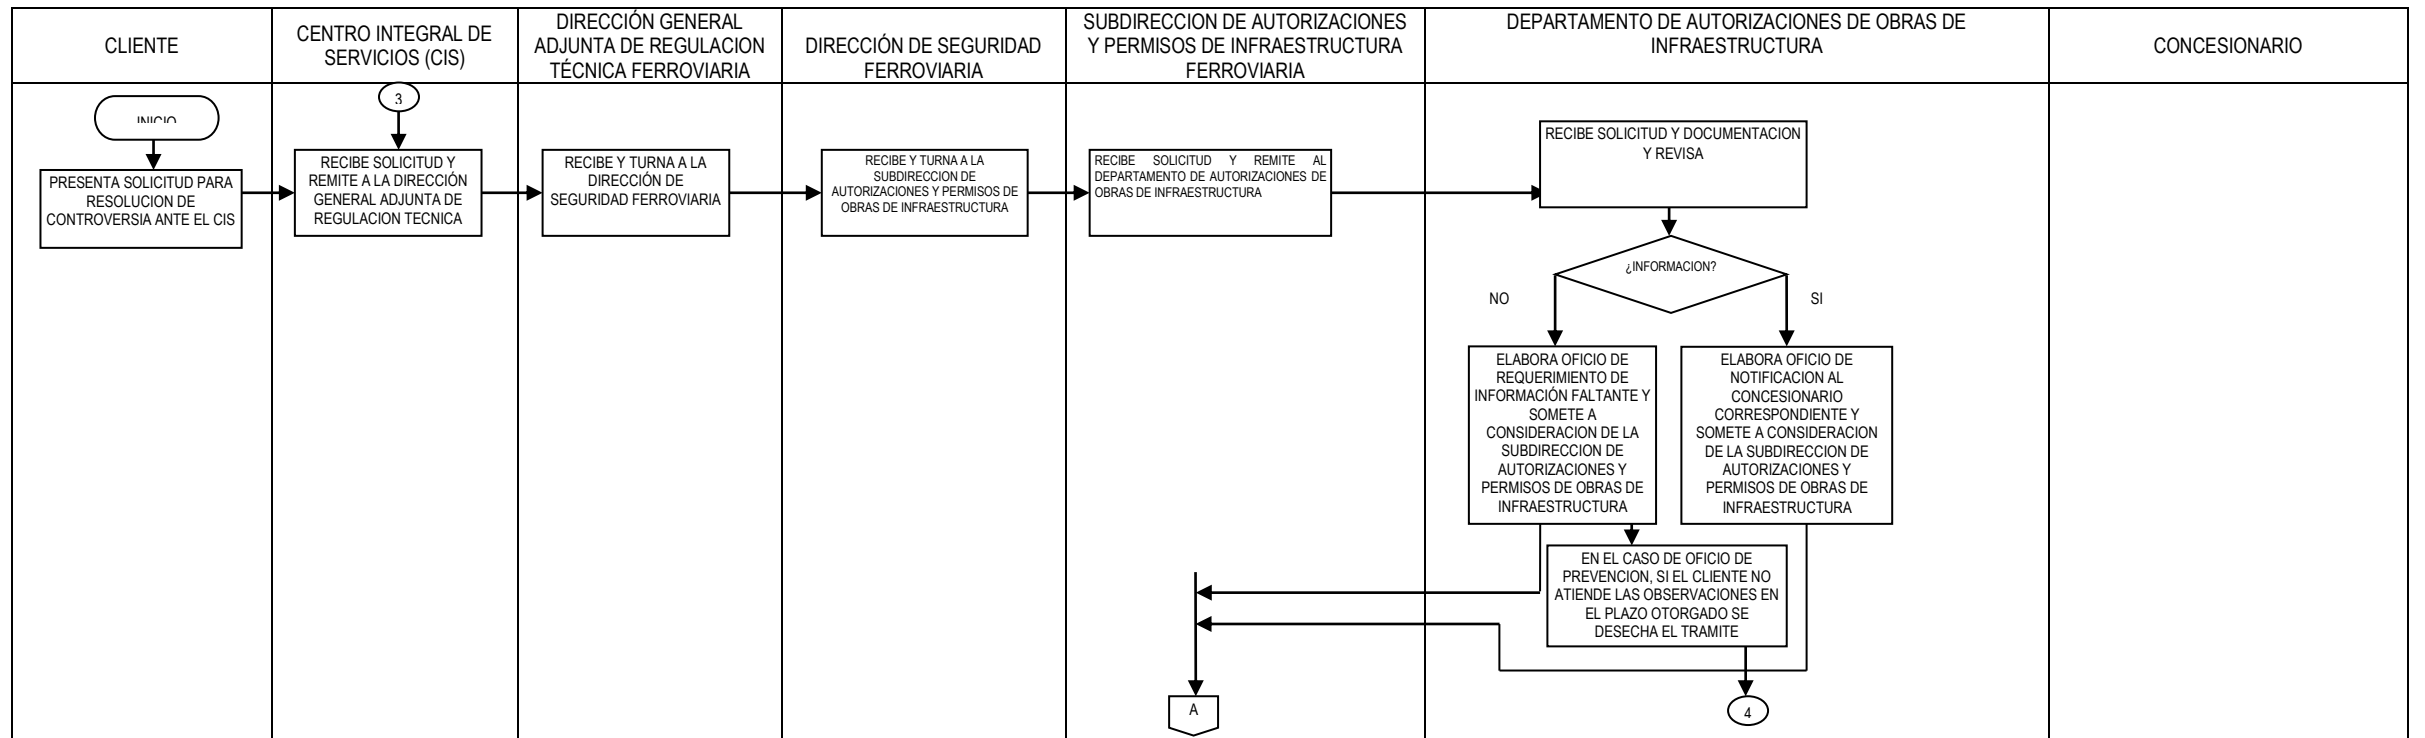 CLIENTE
CENTRO INTEGRAL DE
SERVICIOS (CIS)
DIRECCIÓN GENERAL
ADJUNTA DE REGULACION
TÉCNICA FERROVIARIA
DIRECCIÓN DE SEGURIDAD
FERROVIARIA
SUBDIRECCION DE AUTORIZACIONES
Y PERMISOS DE INFRAESTRUCTURA
FERROVIARIA
DEPARTAMENTO DE AUTORIZACIONES DE OBRAS DE
INFRAESTRUCTURA
CONCESIONARIO
INICIO
PRESENTA SOLICITUD PARA
RESOLUCION DE
CONTROVERSIA ANTE EL CIS
3
RECIBE SOLICITUD Y
REMITE A LA DIRECCIÓN
GENERAL ADJUNTA DE
REGULACION TECNICA
RECIBE Y TURNA A LA
DIRECCIÓN DE
SEGURIDAD FERROVIARIA
RECIBE Y TURNA A LA
SUBDIRECCION DE
AUTORIZACIONES Y PERMISOS DE
OBRAS DE INFRAESTRUCTURA
RECIBE SOLICITUD Y REMITE AL
DEPARTAMENTO DE AUTORIZACIONES DE
OBRAS DE INFRAESTRUCTURA
RECIBE SOLICITUD Y DOCUMENTACION
Y REVISA
¿INFORMACION?
NO
SI
ELABORA OFICIO DE
REQUERIMIENTO DE
INFORMACIÓN FALTANTE Y
SOMETE A
CONSIDERACION DE LA
SUBDIRECCION DE
AUTORIZACIONES Y
PERMISOS DE OBRAS DE
INFRAESTRUCTURA
ELABORA OFICIO DE
NOTIFICACION AL
CONCESIONARIO
CORRESPONDIENTE Y
SOMETE A CONSIDERACION
DE LA SUBDIRECCION DE
AUTORIZACIONES Y
PERMISOS DE OBRAS DE
INFRAESTRUCTURA
EN EL CASO DE OFICIO DE
PREVENCION, SI EL CLIENTE NO
ATIENDE LAS OBSERVACIONES EN
EL PLAZO OTORGADO SE
DESECHA EL TRAMITE
A
4